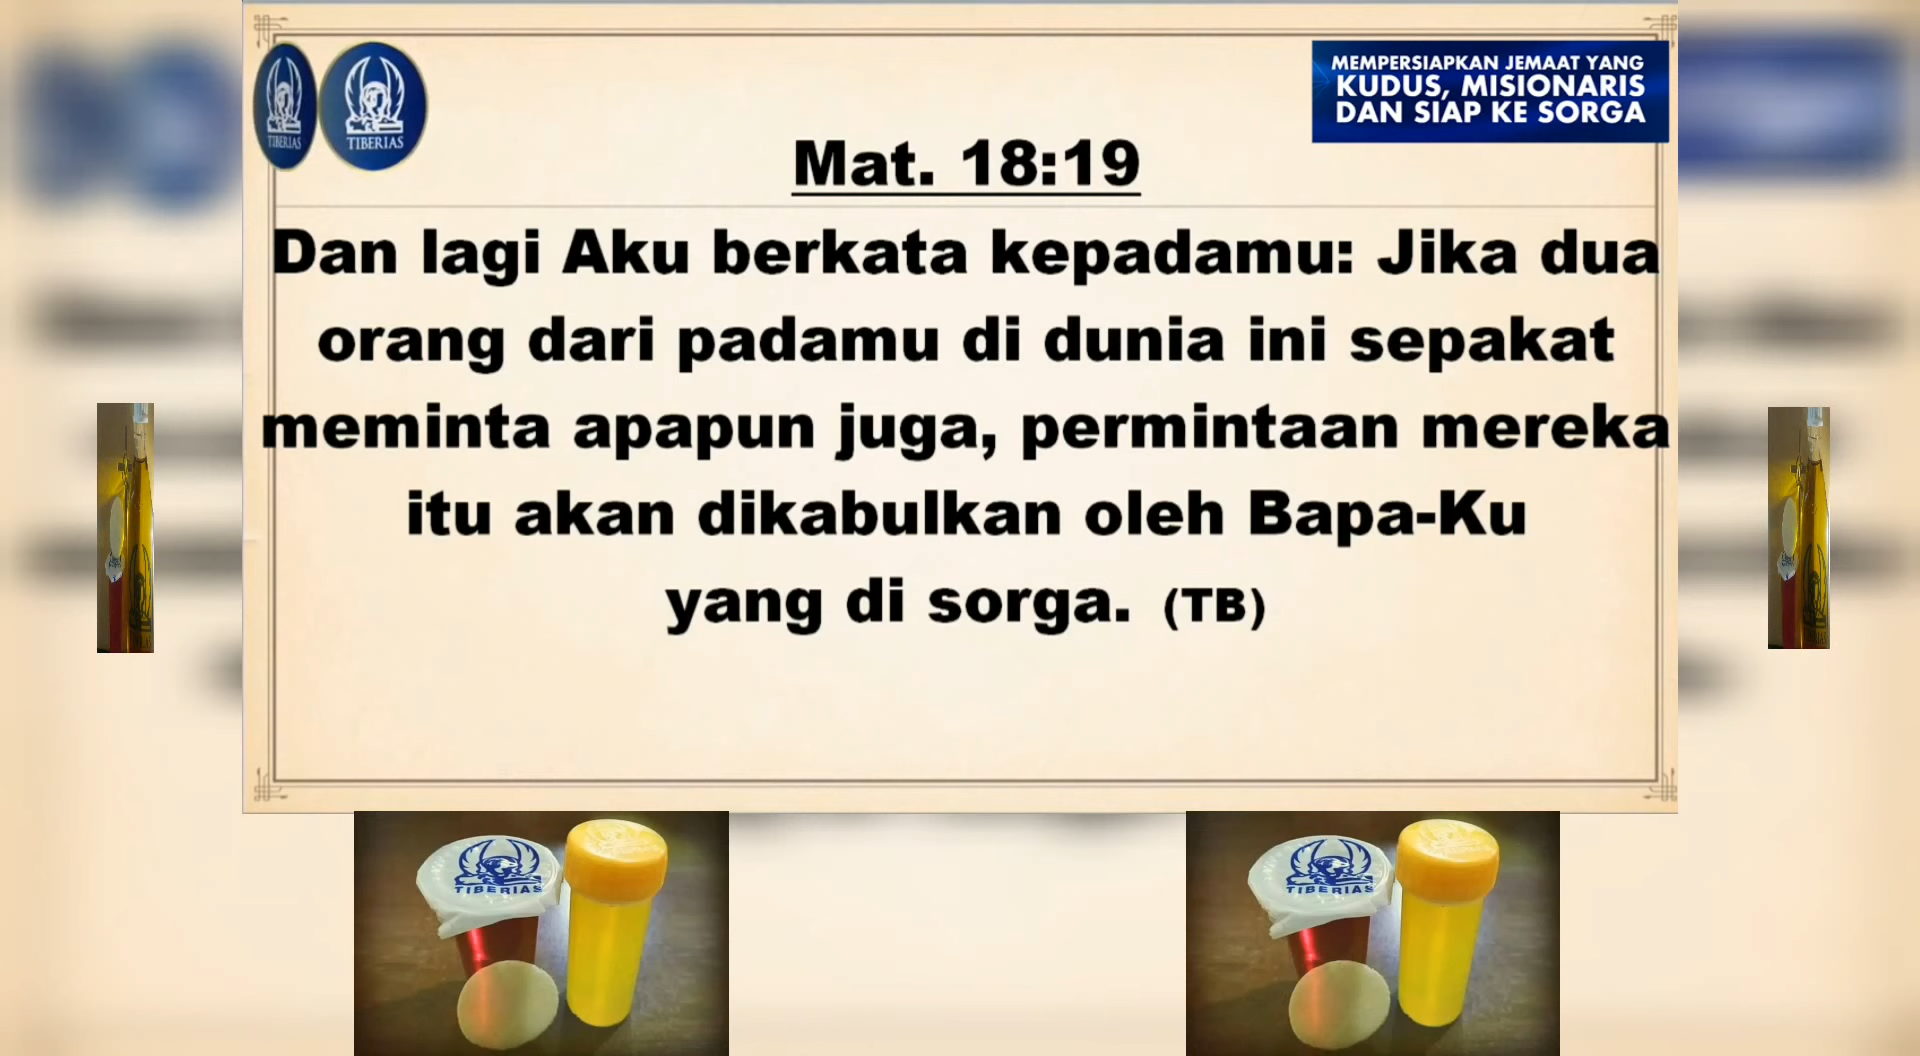 TIBERIAS
TIBERIAS
MEMPERSIAPKAN JEMAAT YANG
KUDUS, MISIONARIS
DAN SIAP KE SORGA
Mat. 18:19
Dan lagi Aku berkata kepadamu: Jika dua
orang dari padamu di dunia ini sepakat
meminta apapun juga, permintaan mereka
itu akan dikabulkan oleh Bapa-Ku
yang di sorga. (TB)
TIBERIAS
TIBERIAS